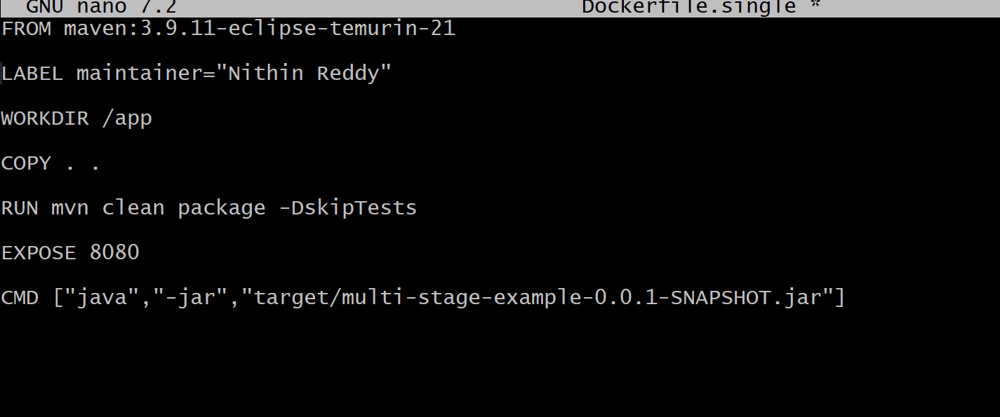 GNU nano 7.2 Dockerfile.single *
FROM maven:3.9.11-eclipse-temurin-21
LABEL maintainer="Nithin Reddy"
WORKDIR /app
COPY . .
RUN mvn clean package -DskipTests
EXPOSE 8080
CMD ["java","-jar","target/multi-stage-example-0.0.1-SNAPSHOT.jar"]